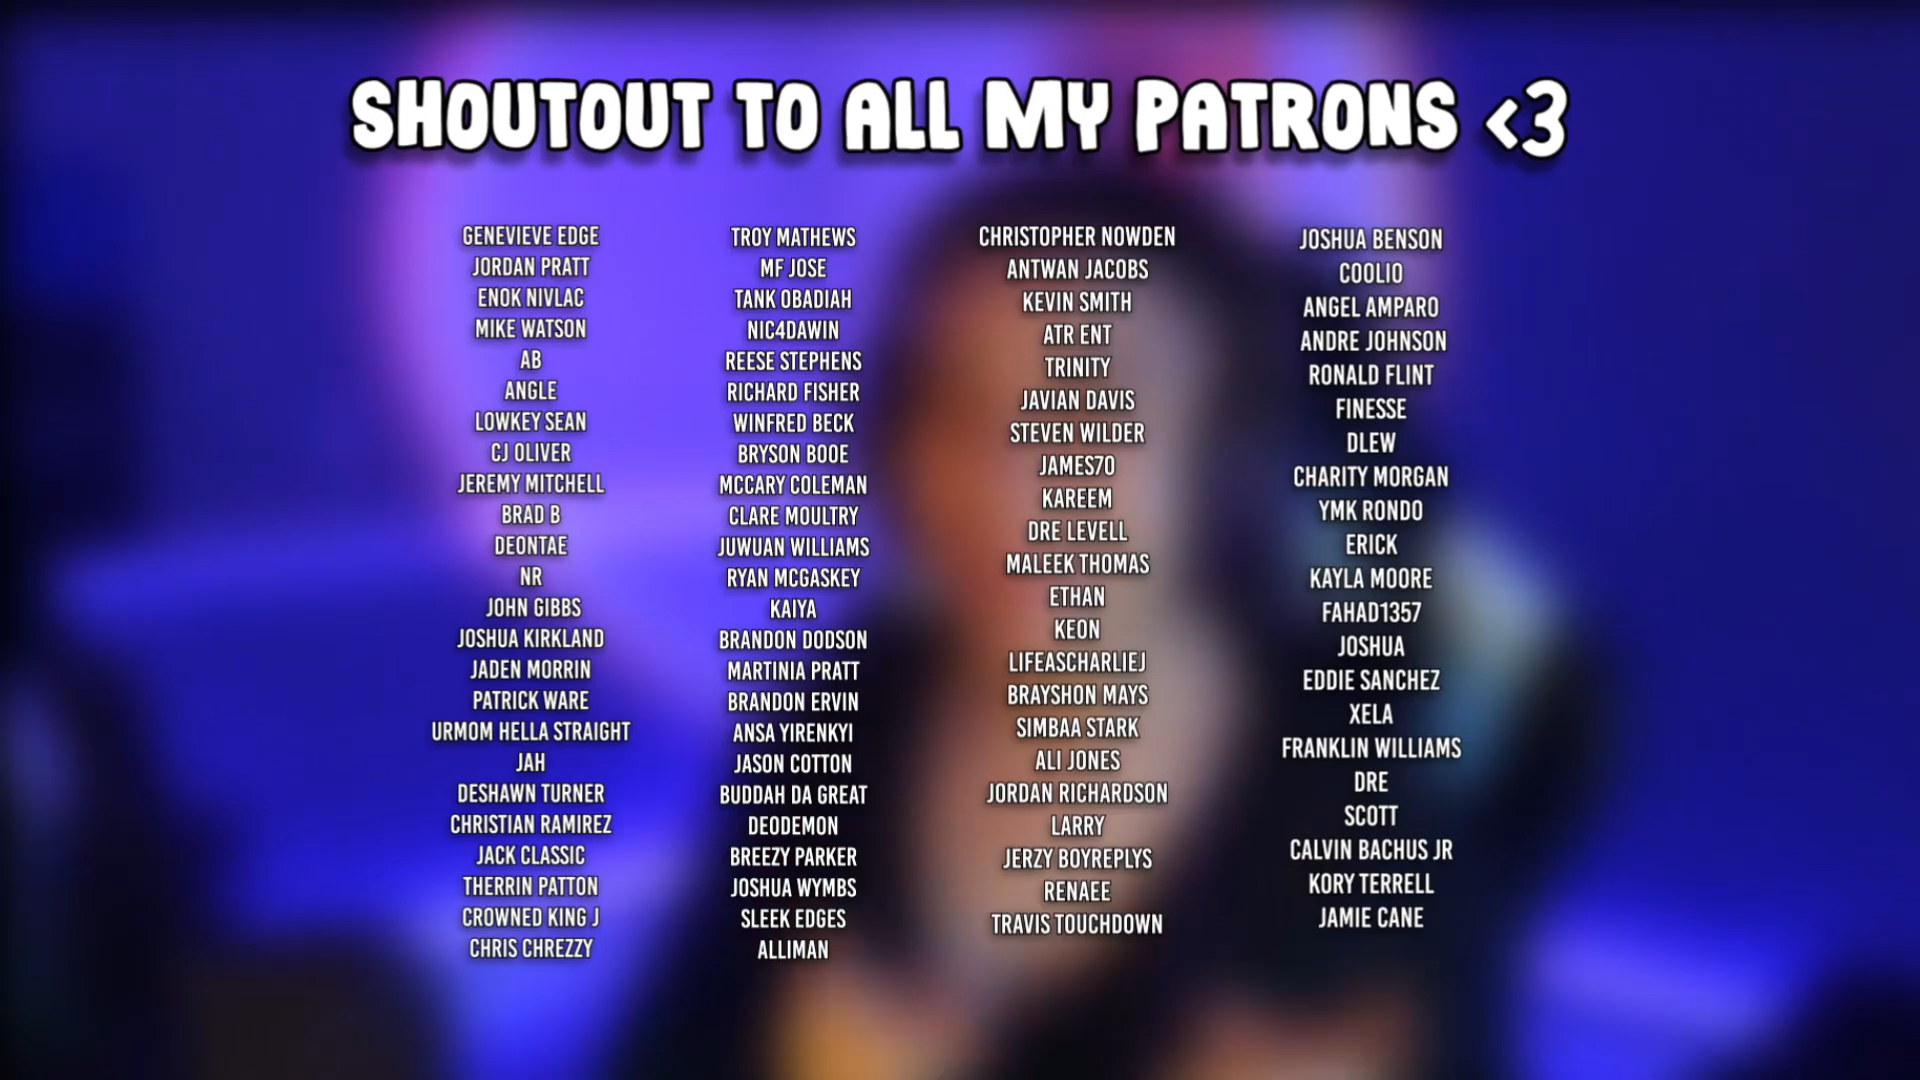 SHOUTOUT TO ALL MY PATRONS <3
GENEVIEVE EDGE
JORDAN PRATT
ENOK NIVLAC
MIKE WATSON
AB
ANGLE
LOWKEY SEAN
CJ OLIVER
JEREMY MITCHELL
BRAD B
DEONTAE
NR
JOHN GIBBS
JOSHUA KIRKLAND
JADEN MORRIN
PATRICK WARE
URMOM HELLA STRAIGHT
JAH
DESHAWN TURNER
CHRISTIAN RAMIREZ
JACK CLASSIC
THERRIN PATTON
CROWNED KING J
CHRIS CHREZZY
TROY MATHEWS
MF JOSE
TANK OBADIAH
NIC4DAWIN
REESE STEPHENS
RICHARD FISHER
WINFRED BECK
BRYSON BOOE
MCCARY COLEMAN
CLARE MOULTRY
JUWUAN WILLIAMS
RYAN MCGASKEY
KAIYA
BRANDON DODSON
MARTINIA PRATT
BRANDON ERVIN
ANSA YIRENKYI
JASON COTTON
BUDDAH DA GREAT
DEODEMON
BREEZY PARKER
JOSHUA WYMBS
SLEEK EDGES
ALLIMAN
CHRISTOPHER NOWDEN
ANTWAN JACOBS
KEVIN SMITH
ATR ENT
TRINITY
JAVIAN DAVIS
STEVEN WILDER
JAMES70
KAREEM
DRE LEVELL
MALEEK THOMAS
ETHAN
KEON
LIFEASCHARLIEJ
BRAYSHON MAYS
SIMBAA STARK
ALI JONES
JORDAN RICHARDSON
LARRY
JERZY BOYREPLYS
RENAEE
TRAVIS TOUCHDOWN
JOSHUA BENSON
COOLIO
ANGEL AMPARO
ANDRE JOHNSON
RONALD FLINT
FINESSE
DLEW
CHARITY MORGAN
YMK RONDO
ERICK
KAYLA MOORE
FAHAD1357
JOSHUA
EDDIE SANCHEZ
XELA
FRANKLIN WILLIAMS
DRE
SCOTT
CALVIN BACHUS JR
KORY TERRELL
JAMIE CANE